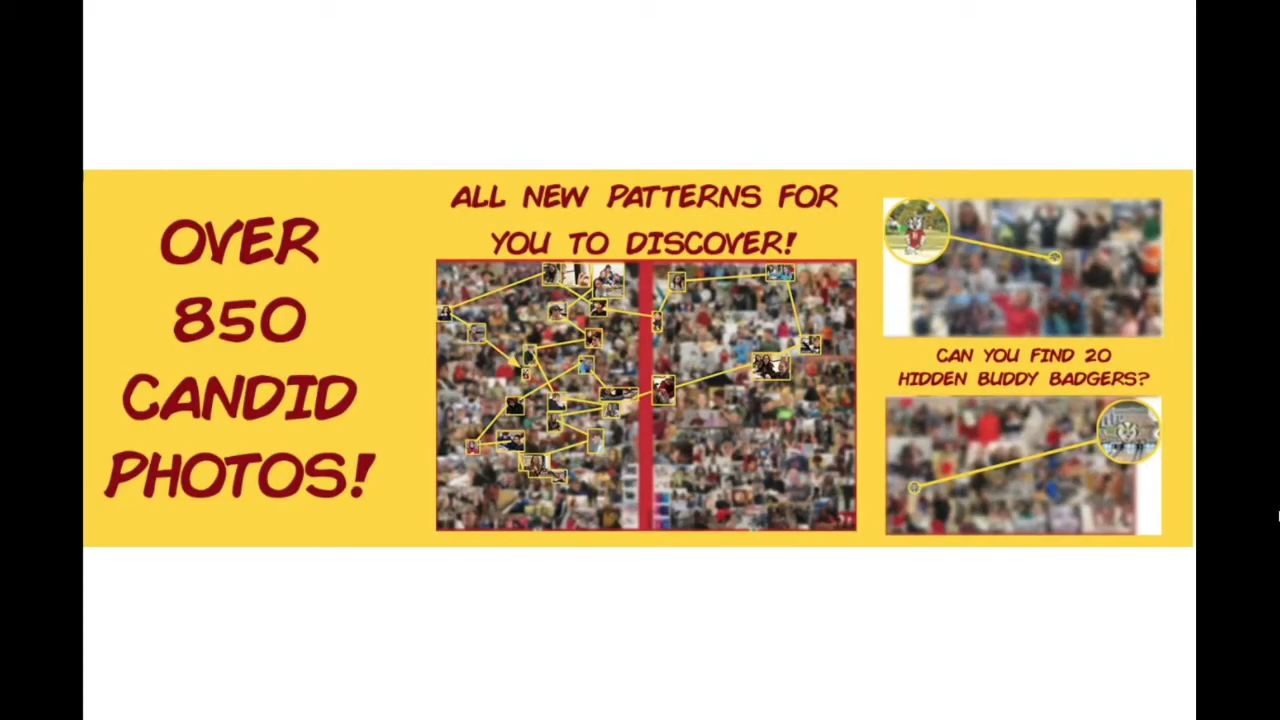 OVER
850
CANDID
PHOTOS!
ALL NEW PATTERNS FOR
YOU TO DISCOVER!
CAN YOU FIND 20
HIDDEN BUDDY BADGERS?